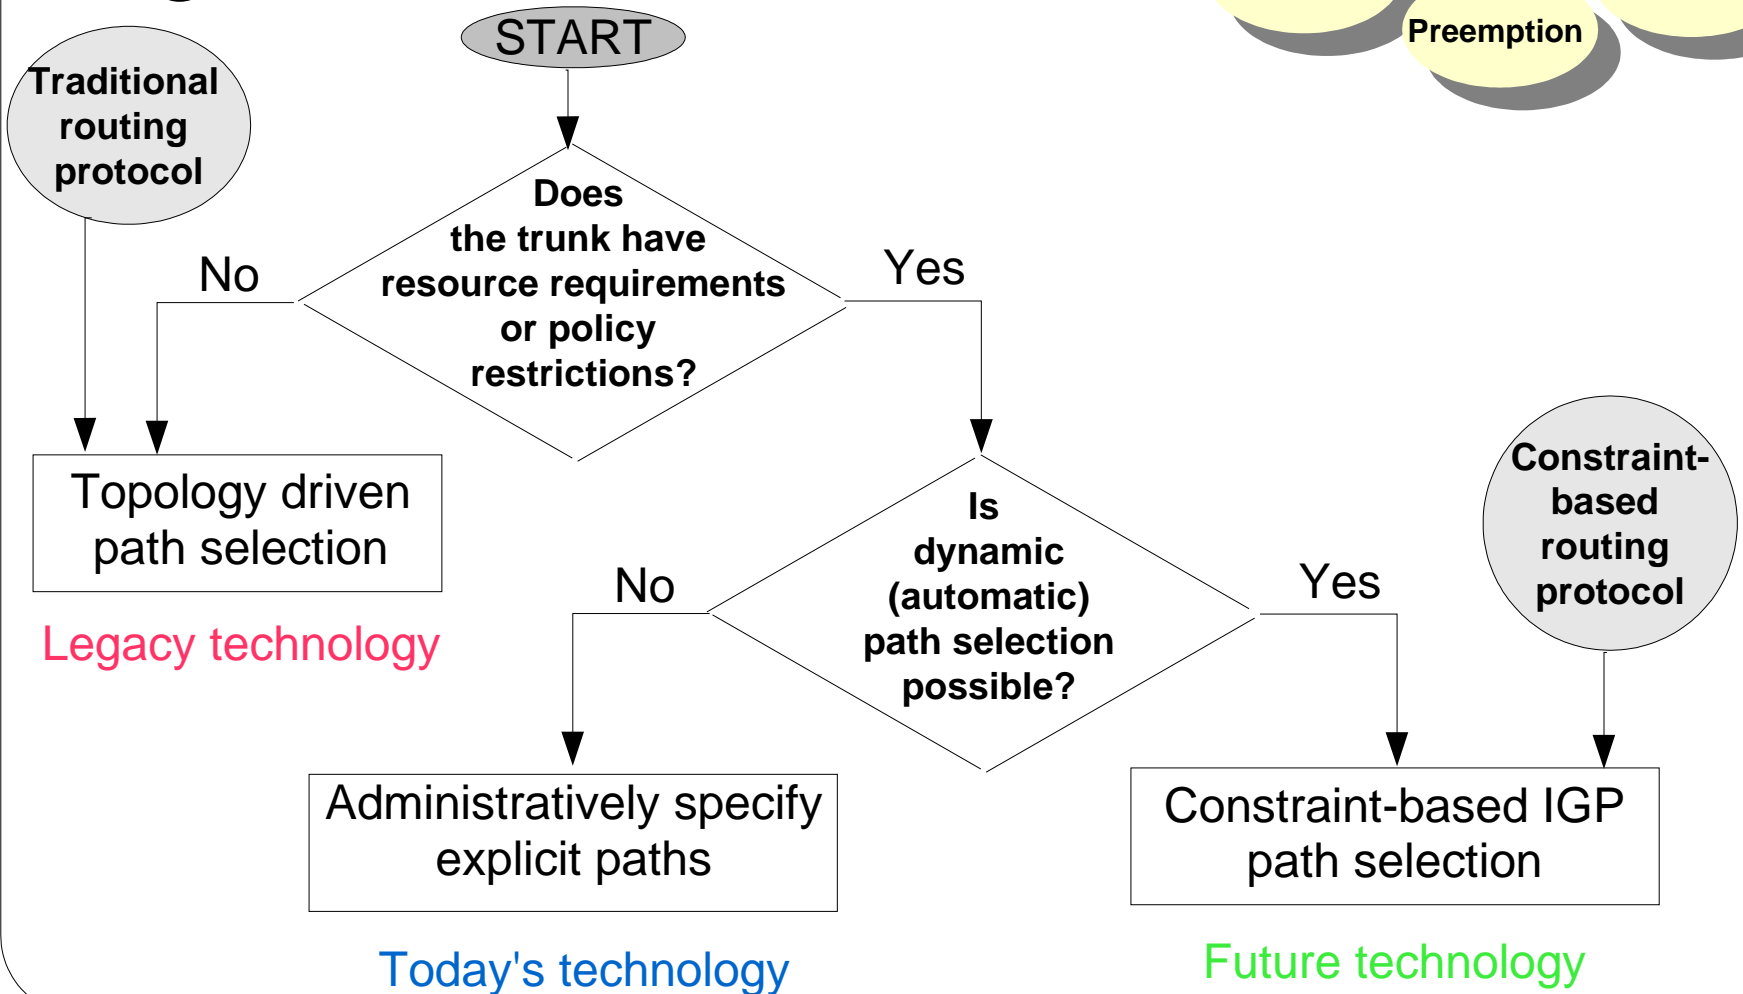 Preemption
START
Traditional
routing
protocol
Does
the trunk have
resource requirements
or policy
restrictions?
No
Yes
Topology driven
path selection
Legacy technology
Is
dynamic
(automatic)
path selection
possible?
No
Yes
Constraint-
based
routing
protocol
Administratively specify
explicit paths
Today's technology
Constraint-based IGP
path selection
Future technology